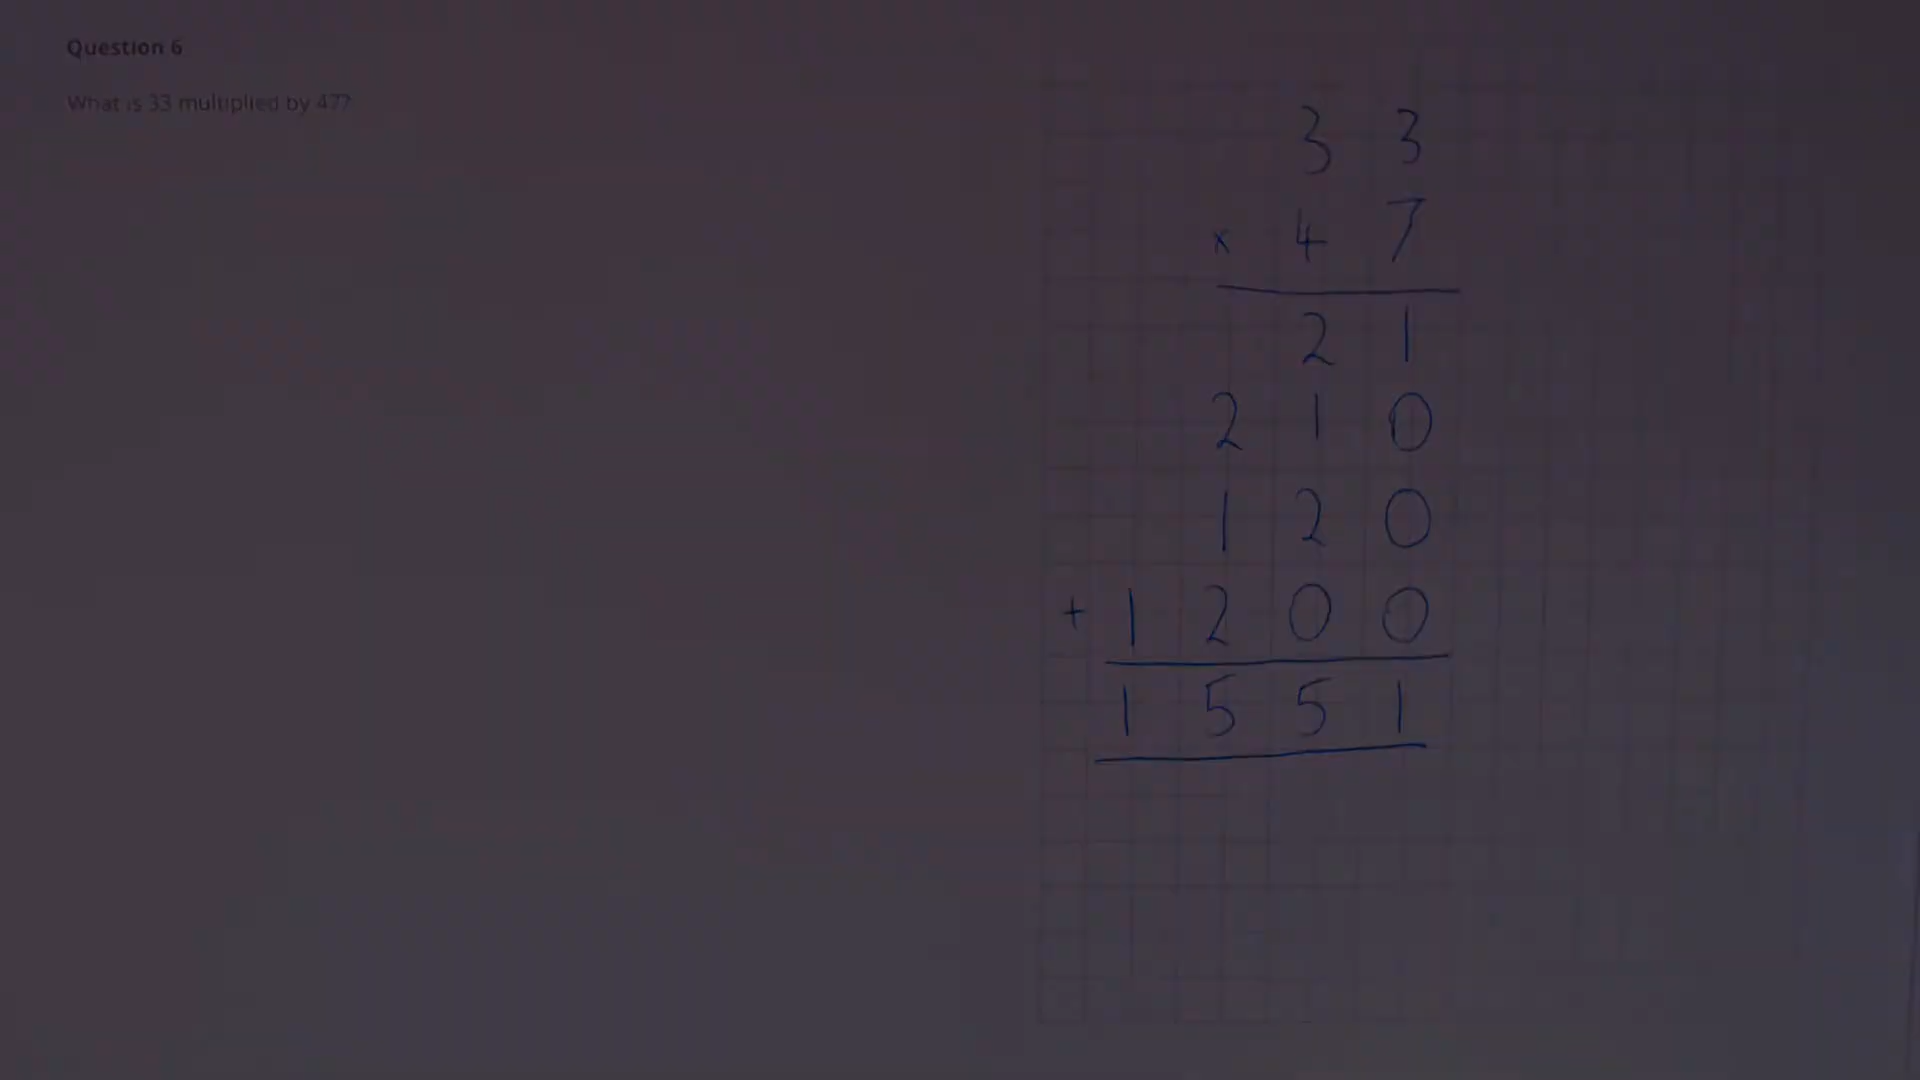 Question 6
What is 33 multiplied by 47?
3 3
x 4 7
2 1
2 1 0
1 2 0
+ 1 2 0 0
1 5 5 1